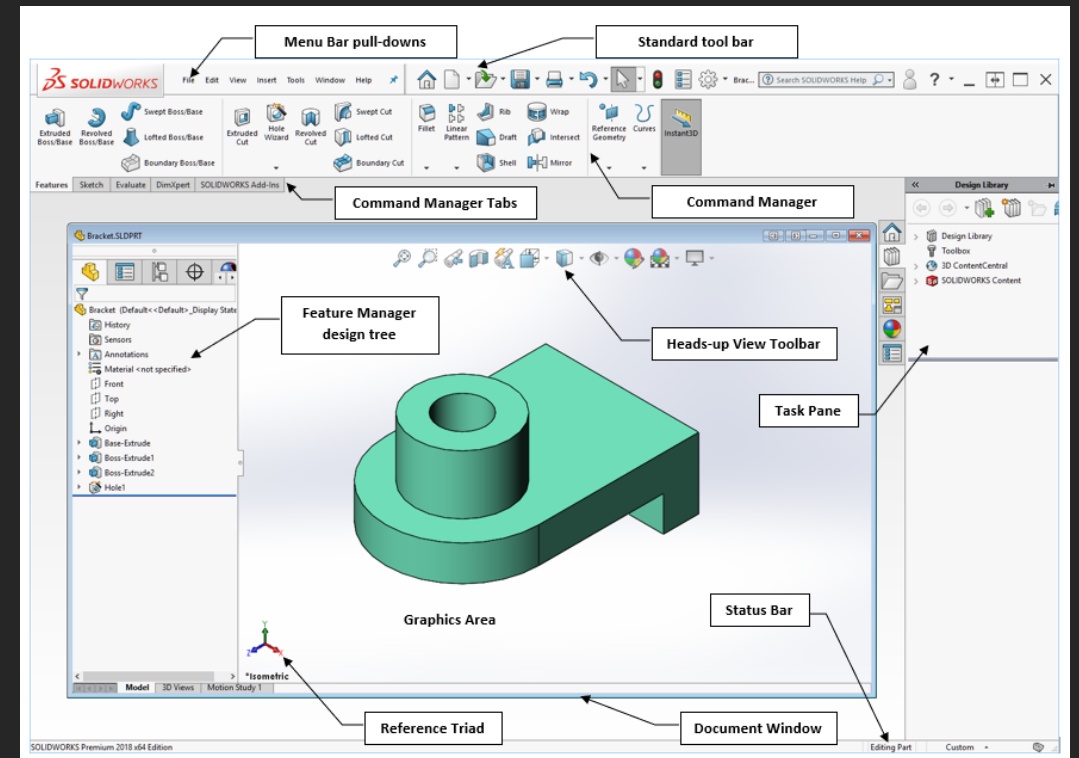 Menu Bar pull-downs
Standard tool bar
SOLIDWORKS
File Edit View Insert Tools Window Help
Brac...
Search SOLIDWORKS Help
?
Extruded Boss/Base
Revolved Boss/Base
Swept Boss/Base
Lofted Boss/Base
Boundary Boss/Base
Extruded Cut
Hole Wizard
Revolved Cut
Swept Cut
Lofted Cut
Boundary Cut
Fillet
Linear Pattern
Rib
Draft
Shell
Wrap
Intersect
Mirror
Reference Geometry
Curves
Instant3D
Features Sketch Evaluate DimXpert SOLIDWORKS Add-Ins
Command Manager Tabs
Command Manager
Design Library
Bracket.SLDPRT
Design Library
Toolbox
3D ContentCentral
SOLIDWORKS Content
Bracket (Default<<Default>_Display State
History
Sensors
Annotations
Material <not specified>
Front
Top
Right
Origin
Base-Extrude
Boss-Extrude1
Boss-Extrude2
Hole1
Feature Manager
design tree
Heads-up View Toolbar
Task Pane
Graphics Area
Status Bar
Y
Z
X
*Isometric
Model 3D Views Motion Study 1
Reference Triad
Document Window
SOLIDWORKS Premium 2018 x64 Edition
Editing Part
Custom